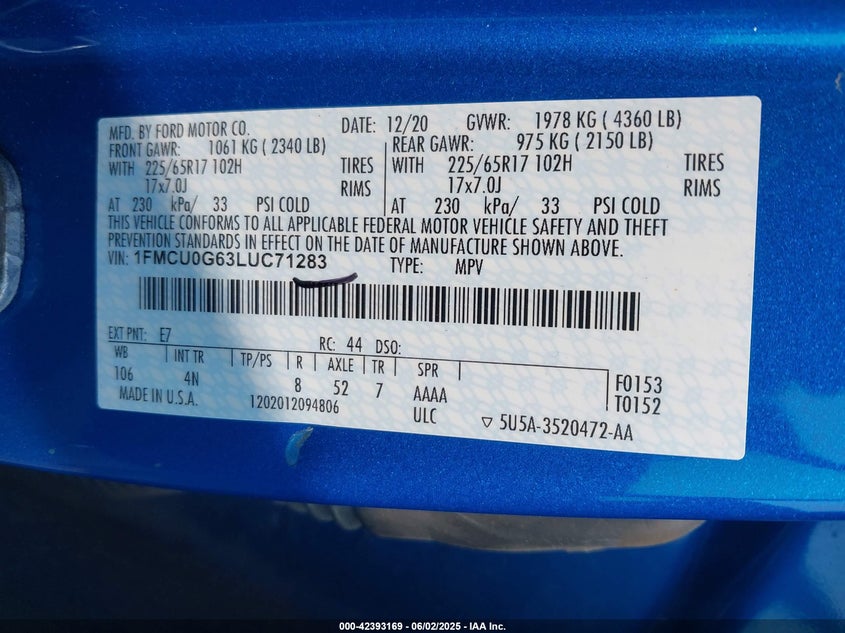 MFD. BY FORD MOTOR CO. DATE: 12/20 GVWR: 1978 KG ( 4360 LB)
FRONT GAWR: 1061 KG ( 2340 LB) REAR GAWR: 975 KG ( 2150 LB)
WITH 225/65R17 102H TIRES WITH 225/65R17 102H TIRES
17x7.0J RIMS 17x7.0J RIMS
AT 230 kPa/ 33 PSI COLD AT 230 kPa/ 33 PSI COLD
THIS VEHICLE CONFORMS TO ALL APPLICABLE FEDERAL MOTOR VEHICLE SAFETY AND THEFT
PREVENTION STANDARDS IN EFFECT ON THE DATE OF MANUFACTURE SHOWN ABOVE.
VIN: 1FMCU0G63LUC71283 TYPE: MPV
EXT PNT: E7 RC: 44 DSO:
WB INT TR TP/PS R AXLE TR SPR
106 4N 8 52 7 AAAA F0153
MADE IN U.S.A. 1202012094806 ULC T0152
▽ 5U5A-3520472-AA
000-42393169 - 06/02/2025 - IAA Inc.